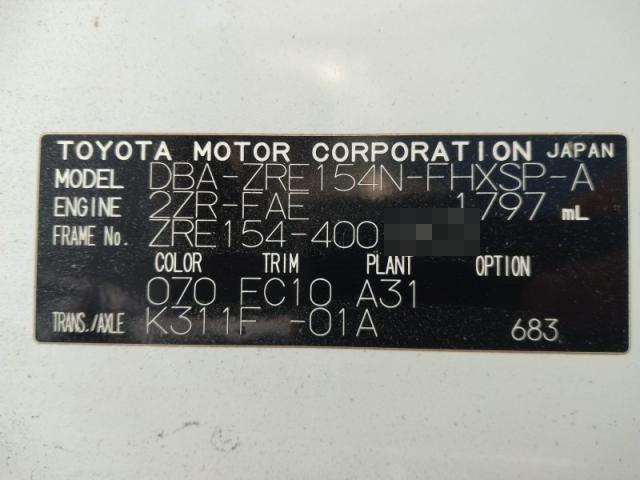 TOYOTA MOTOR CORPORATION JAPAN
MODEL DBA-ZRE154N-FHXSP-A
ENGINE 2ZR-FAE 1797 mL
FRAME No. ZRE154-400
COLOR TRIM PLANT OPTION
070 FC10 A31
TRANS./AXLE K311F -01A 683